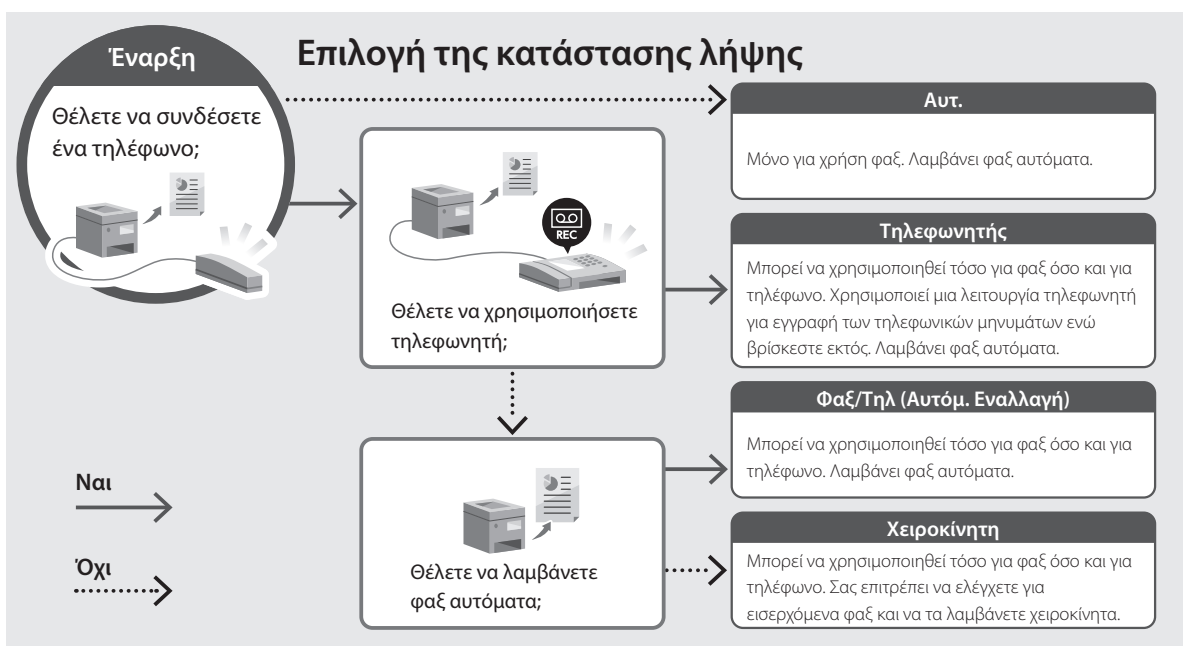 Επιλογή της κατάστασης λήψης
Έναρξη
Θέλετε να συνδέσετε
ένα τηλέφωνο;
REC
Θέλετε να χρησιμοποιήσετε
τηλεφωνητή;
Θέλετε να λαμβάνετε
φαξ αυτόματα;
Ναι
Όχι
Αυτ.
Μόνο για χρήση φαξ. Λαμβάνει φαξ αυτόματα.
Τηλεφωνητής
Μπορεί να χρησιμοποιηθεί τόσο για φαξ όσο και για
τηλέφωνο. Χρησιμοποιεί μια λειτουργία τηλεφωνητή
για εγγραφή των τηλεφωνικών μηνυμάτων ενώ
βρίσκεστε εκτός. Λαμβάνει φαξ αυτόματα.
Φαξ/Τηλ (Αυτόμ. Εναλλαγή)
Μπορεί να χρησιμοποιηθεί τόσο για φαξ όσο και για
τηλέφωνο. Λαμβάνει φαξ αυτόματα.
Χειροκίνητη
Μπορεί να χρησιμοποιηθεί τόσο για φαξ όσο και για
τηλέφωνο. Σας επιτρέπει να ελέγχετε για
εισερχόμενα φαξ και να τα λαμβάνετε χειροκίνητα.